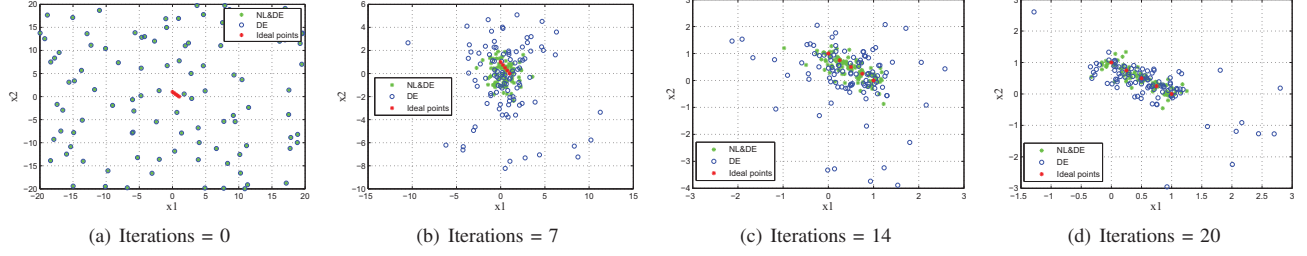 20
15
10
5
0
−5
−10
−15
−20
x2
−20 −15 −10 −5 0 5 10 15 20
x1
NL&DE
DE
Ideal points
(a) Iterations = 0
8
6
4
2
0
−2
−4
−6
−8
−10
x2
−15 −10 −5 0 5 10 15
x1
NL&DE
DE
Ideal points
(b) Iterations = 7
3
2
1
0
−1
−2
−3
−4
x2
−3 −2 −1 0 1 2 3
x1
NL&DE
DE
Ideal points
(c) Iterations = 14
3
2
1
0
−1
−2
−3
x2
−1.5 −1 −0.5 0 0.5 1 1.5 2 2.5 3
x1
NL&DE
DE
Ideal points
(d) Iterations = 20